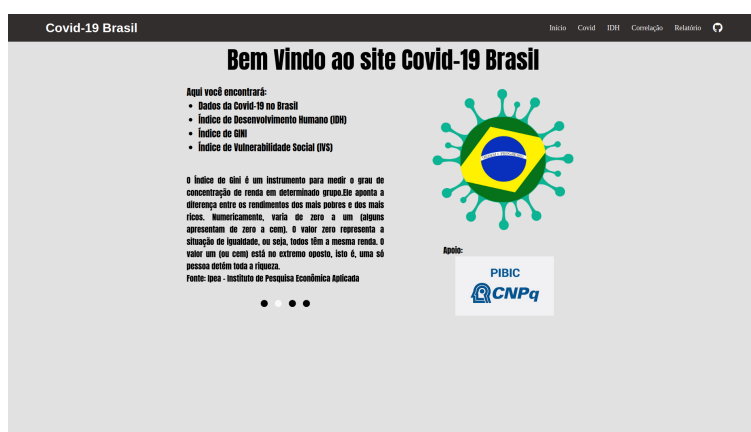 Covid-19 Brasil
Início Covid IDH Correlação Relatório
Bem Vindo ao site Covid-19 Brasil
Aqui você encontrará:
• Dados da Covid-19 no Brasil
• Índice de Desenvolvimento Humano (IDH)
• Índice de GINI
• Índice de Vulnerabilidade Social (IVS)
O Índice de Gini é um instrumento para medir o grau de
concentração de renda em determinado grupo.Ele aponta a
diferença entre os rendimentos dos mais pobres e dos mais
ricos. Numericamente, varia de zero a um (alguns
apresentam de zero a cem). O valor zero representa a
situação de igualdade, ou seja, todos têm a mesma renda. O
valor um (ou cem) está no extremo oposto, isto é, uma só
pessoa detém toda a riqueza.
Fonte: Ipea - Instituto de Pesquisa Econômica Aplicada
Apoio:
PIBIC
CNPq